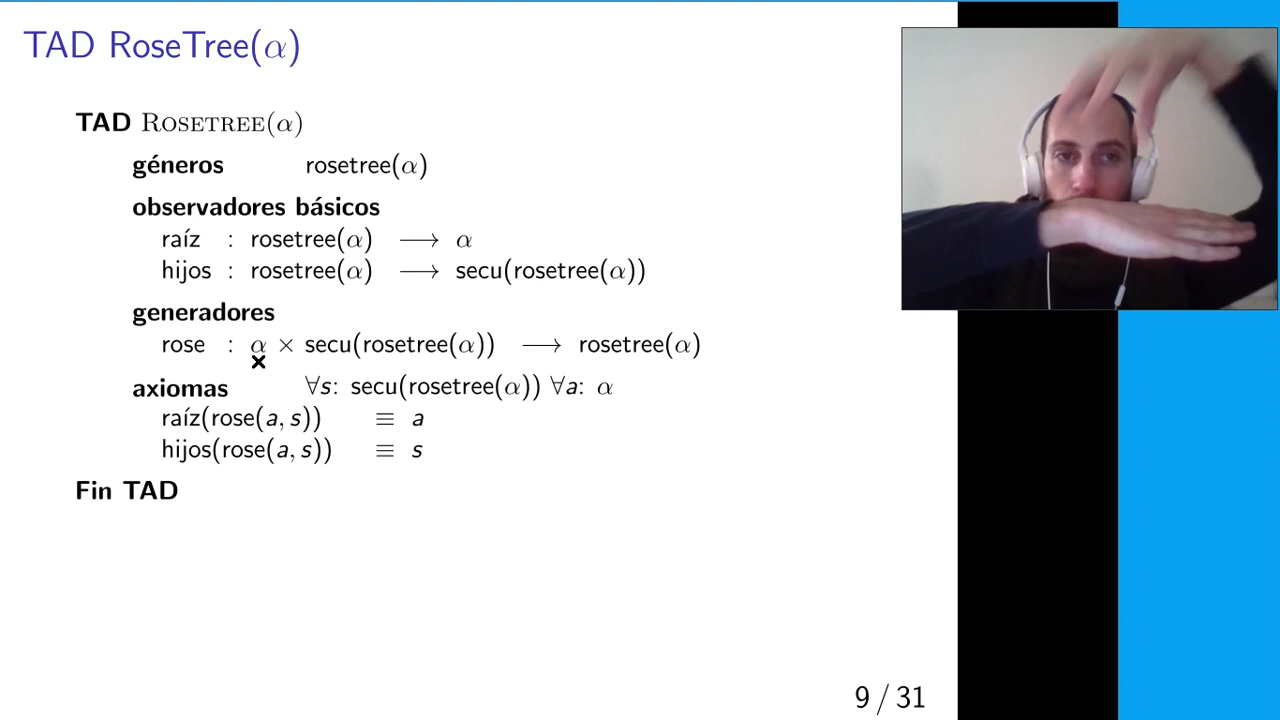 TAD RoseTree(α)
TAD ROSETREE(α)
géneros rosetree(α)
observadores básicos
raíz : rosetree(α) ⟶ α
hijos : rosetree(α) ⟶ secu(rosetree(α))
generadores
rose : α × secu(rosetree(α)) ⟶ rosetree(α)
axiomas ∀s: secu(rosetree(α)) ∀a: α
raíz(rose(a, s)) ≡ a
hijos(rose(a, s)) ≡ s
Fin TAD
9 / 31